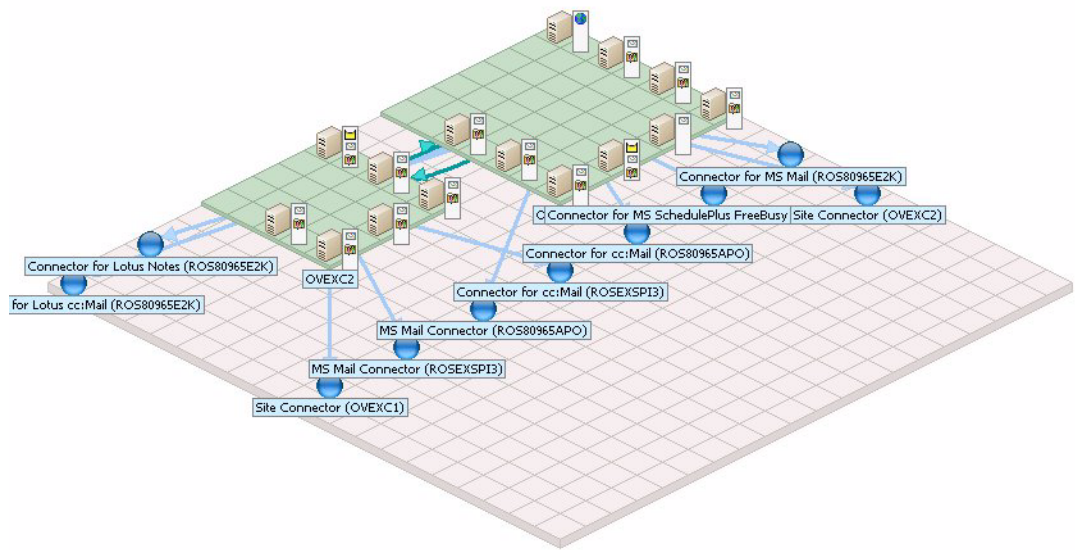 Connector for MS Mail (ROS80965E2K)
Connector for MS SchedulePlus FreeBusy
Site Connector (OVEXC2)
Connector for cc:Mail (ROS80965APO)
Connector for Lotus Notes (ROS80965E2K)
OVEXC2
Connector for cc:Mail (ROSEXSPI3)
for Lotus cc:Mail (ROS80965E2K)
MS Mail Connector (ROS80965APO)
MS Mail Connector (ROSEXSPI3)
Site Connector (OVEXC1)